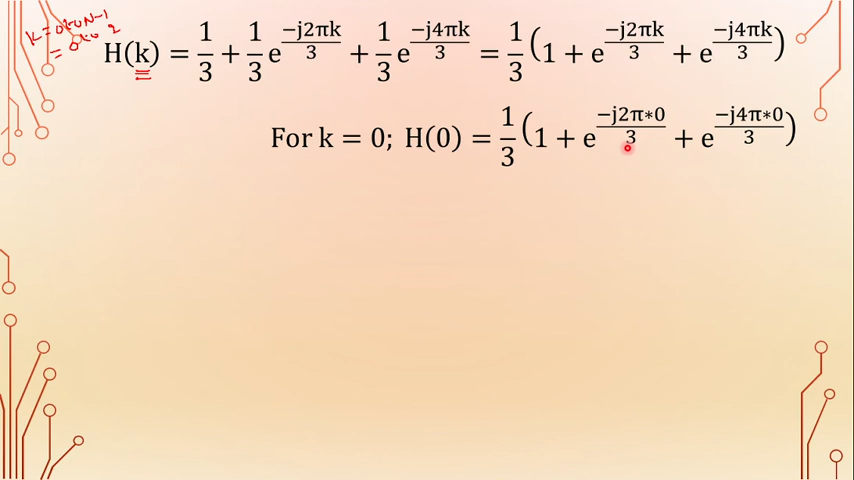 k = 0 to N-1
= 0 to 2
H(k) = 1/3 + 1/3 e^(−j2πk/3) + 1/3 e^(−j4πk/3) = 1/3 (1 + e^(−j2πk/3) + e^(−j4πk/3))
For k = 0; H(0) = 1/3 (1 + e^(−j2π∗0/3) + e^(−j4π∗0/3))